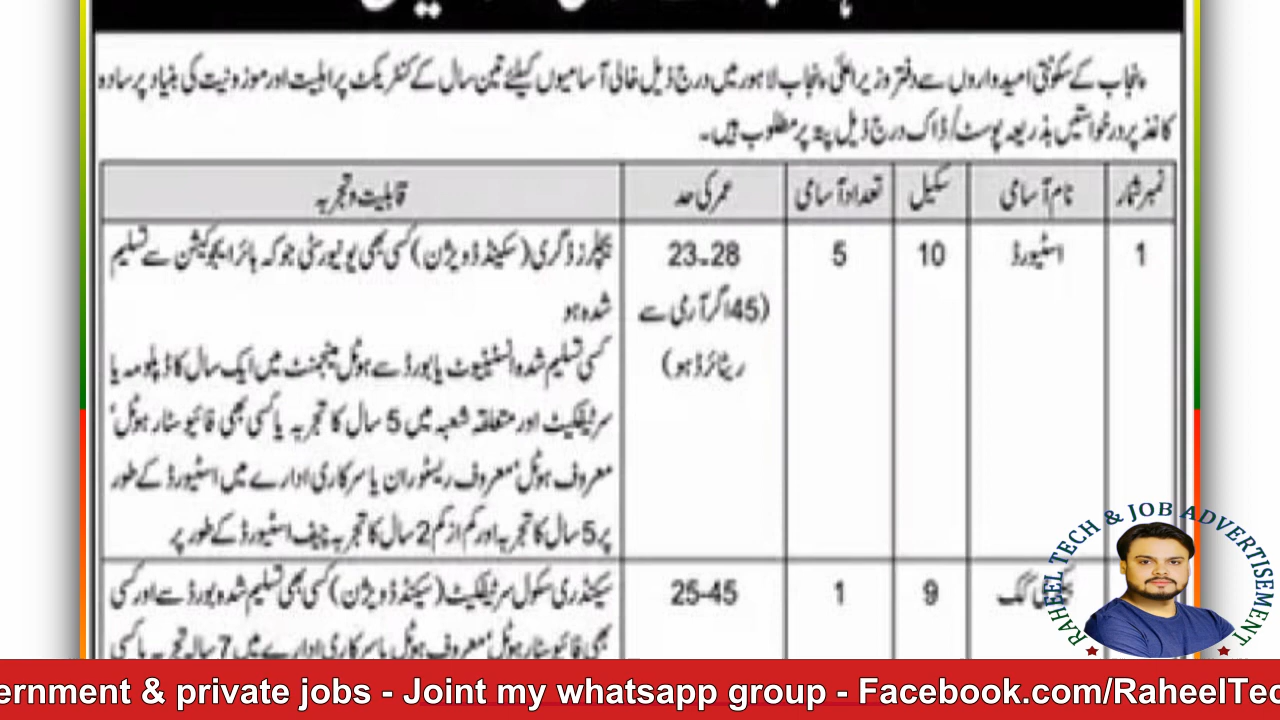 پنجاب کے سکونتی امیدواروں سے دفتر وزیر اعلیٰ پنجاب لاہور میں درج ذیل خالی آسامیوں کیلئے تین سال کے کنٹریکٹ پر اہلیت اور موزونیت کی بنیاد پر سادہ
کاغذ پر درخواستیں بذریعہ پوسٹ/ڈاک درج ذیل پتہ پر مطلوب ہیں۔
نمبر شمار نام آسامی سکیل تعداد آسامی عمر کی حد قابلیت و تجربہ
1 اسٹیورڈ 10 5 23-28 بیچلرز ڈگری (سکینڈ ڈویژن) کسی بھی یونیورسٹی جو کہ ہائر ایجوکیشن سے تسلیم
(45 اگر آرمی سے شدہ ہو
ریٹائرڈ ہو) کسی تسلیم شدہ انسٹیٹیوٹ یا بورڈ سے ہوٹل مینجمنٹ میں ایک سال کا ڈپلومہ یا
سرٹیفکیٹ اور متعلقہ شعبہ میں 5 سال کا تجربہ یا کسی بھی فائیو سٹار ہوٹل'
معروف ہوٹل' معروف ریسٹوران یا سرکاری ادارے میں اسٹیورڈ کے طور
پر 5 سال کا تجربہ اور کم از کم 2 سال کا تجربہ چیف اسٹیورڈ کے طور پر
کک 9 1 25-45 سیکنڈری سکول سرٹیفکیٹ (سیکنڈ ڈویژن) کسی بھی تسلیم شدہ بورڈ سے اور کسی
بھی فائیو سٹار ہوٹل' معروف ہوٹل یا سرکاری ادارے میں 7 سالہ تجربہ یا کسی
RAHEEL TECH & JOB ADVERTISEMENT
ernment & private jobs - Joint my whatsapp group - Facebook.com/RaheelTec